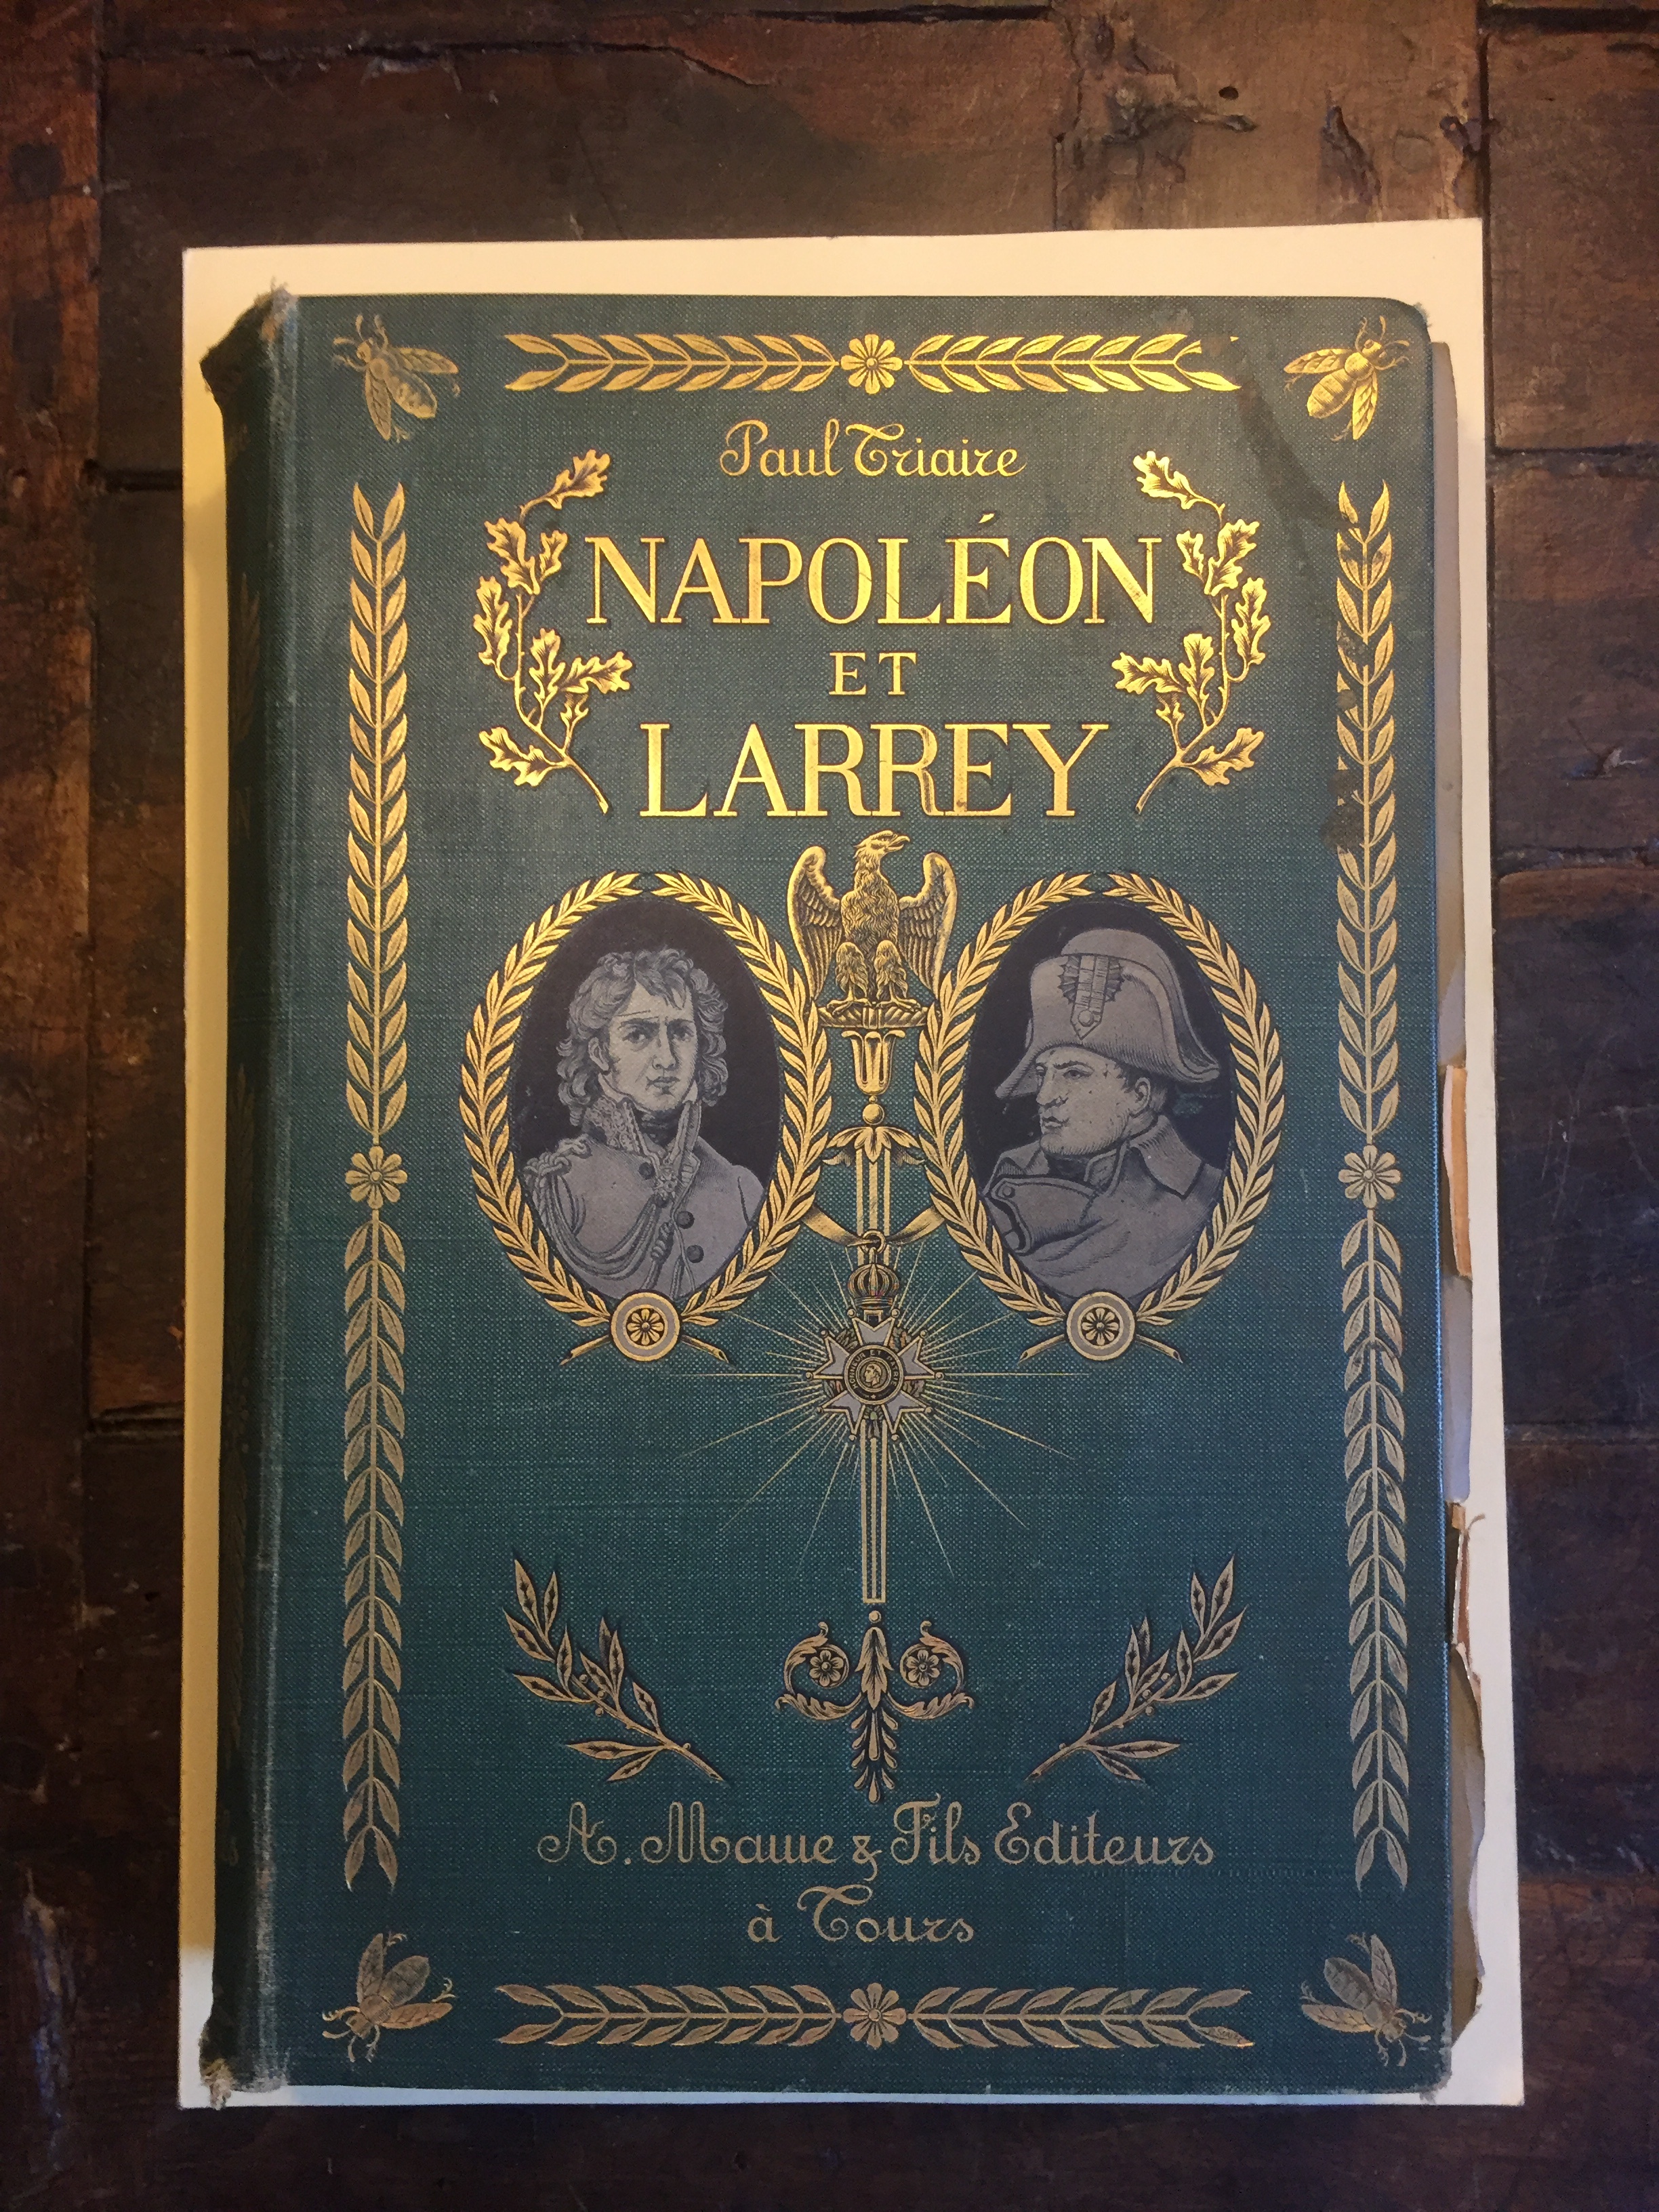 Paul Triaire
NAPOLÉON
ET
LARREY
A. Mame & Fils Editeurs
à Tours